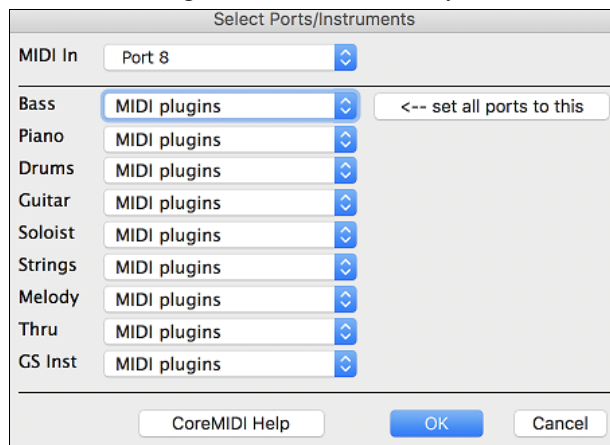 Select Ports/Instruments
MIDI In Port 8
Bass MIDI plugins <-- set all ports to this
Piano MIDI plugins
Drums MIDI plugins
Guitar MIDI plugins
Soloist MIDI plugins
Strings MIDI plugins
Melody MIDI plugins
Thru MIDI plugins
GS Inst MIDI plugins
CoreMIDI Help OK Cancel